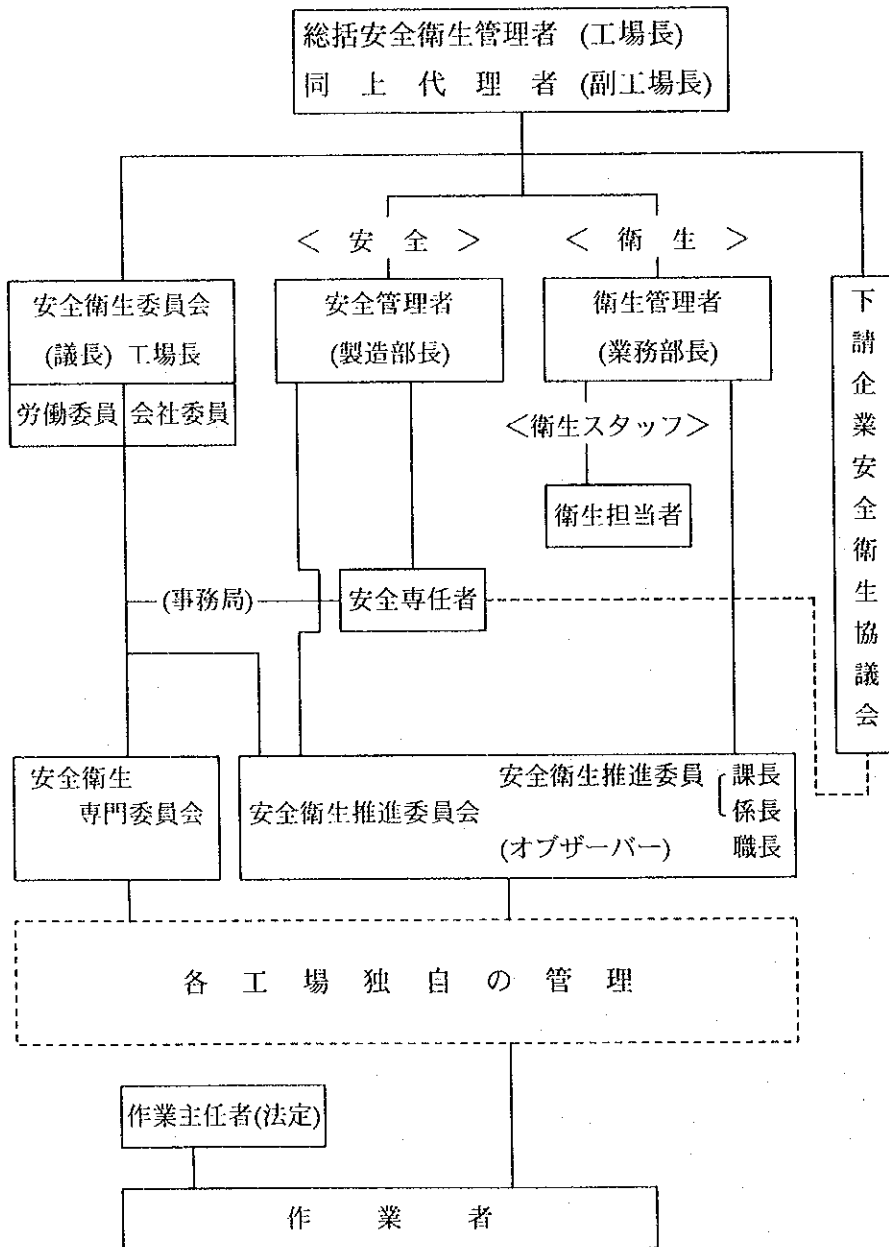 総括安全衛生管理者 (工場長)
同上代理者 (副工場長)
＜安全＞
＜衛生＞
安全衛生委員会
(議長) 工場長
労働委員 会社委員
安全管理者
(製造部長)
衛生管理者
(業務部長)
＜衛生スタッフ＞
衛生担当者
下請企業安全衛生協議会
(事務局)
安全専任者
安全衛生
専門委員会
安全衛生推進委員会
安全衛生推進委員 課長
係長
(オブザーバー) 職長
各工場独自の管理
作業主任者(法定)
作業者